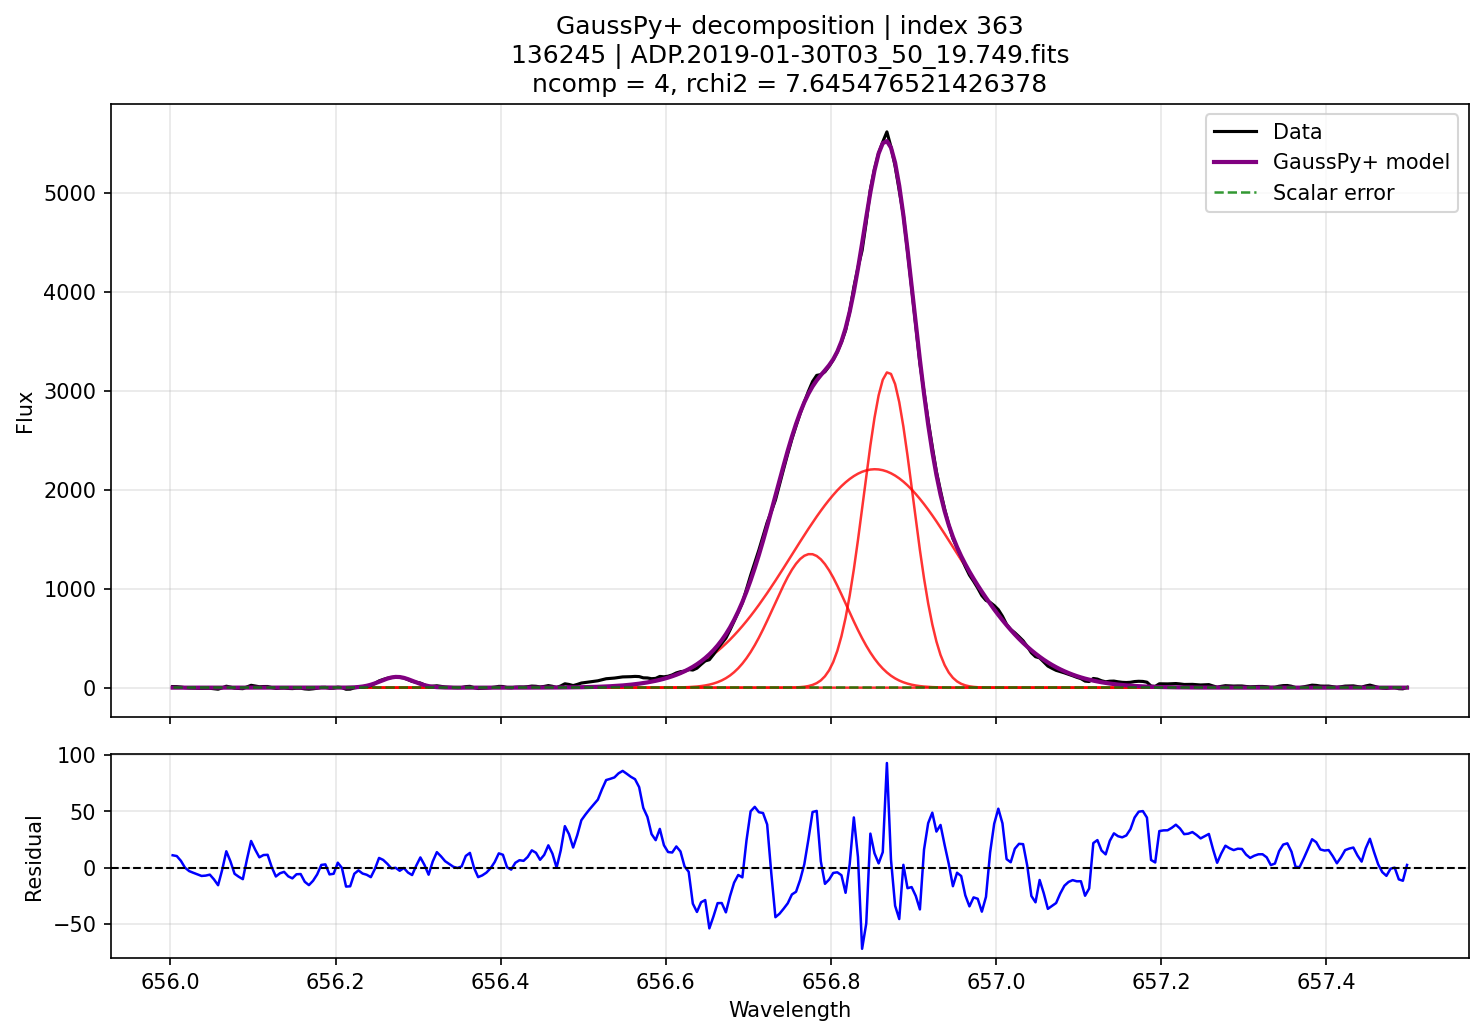 GaussPy+ decomposition | index 363
136245 | ADP.2019-01-30T03_50_19.749.fits
ncomp = 4, rchi2 = 7.645476521426378
Data
GaussPy+ model
Scalar error
Flux
5000
4000
3000
2000
1000
0
Residual
100
50
0
−50
656.0 656.2 656.4 656.6 656.8 657.0 657.2 657.4
Wavelength